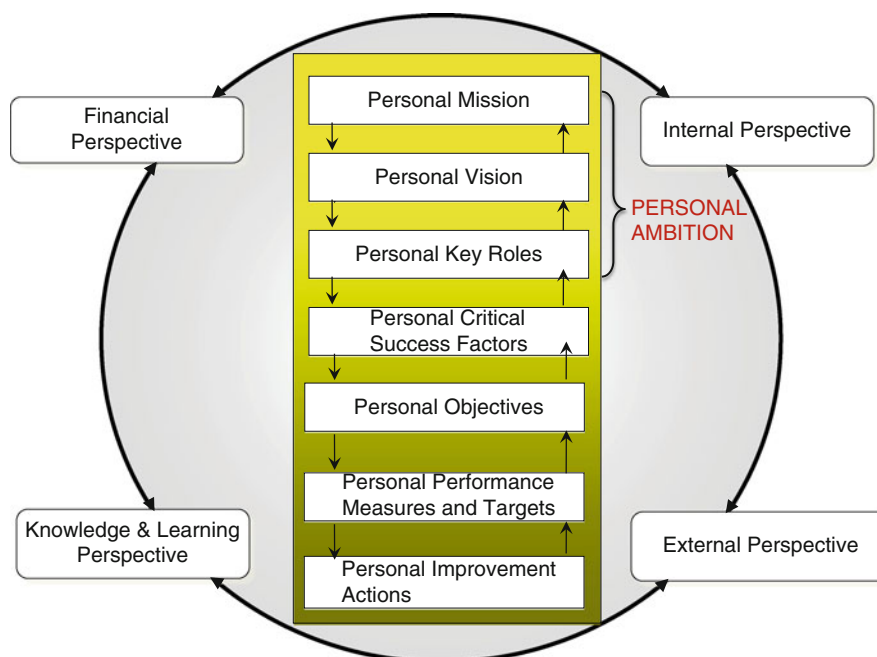 Personal Mission
Financial
Perspective
Internal Perspective
Personal Vision
PERSONAL
AMBITION
Personal Key Roles
Personal Critical
Success Factors
Personal Objectives
Personal Performance
Measures and Targets
Knowledge & Learning
Perspective
External Perspective
Personal Improvement
Actions